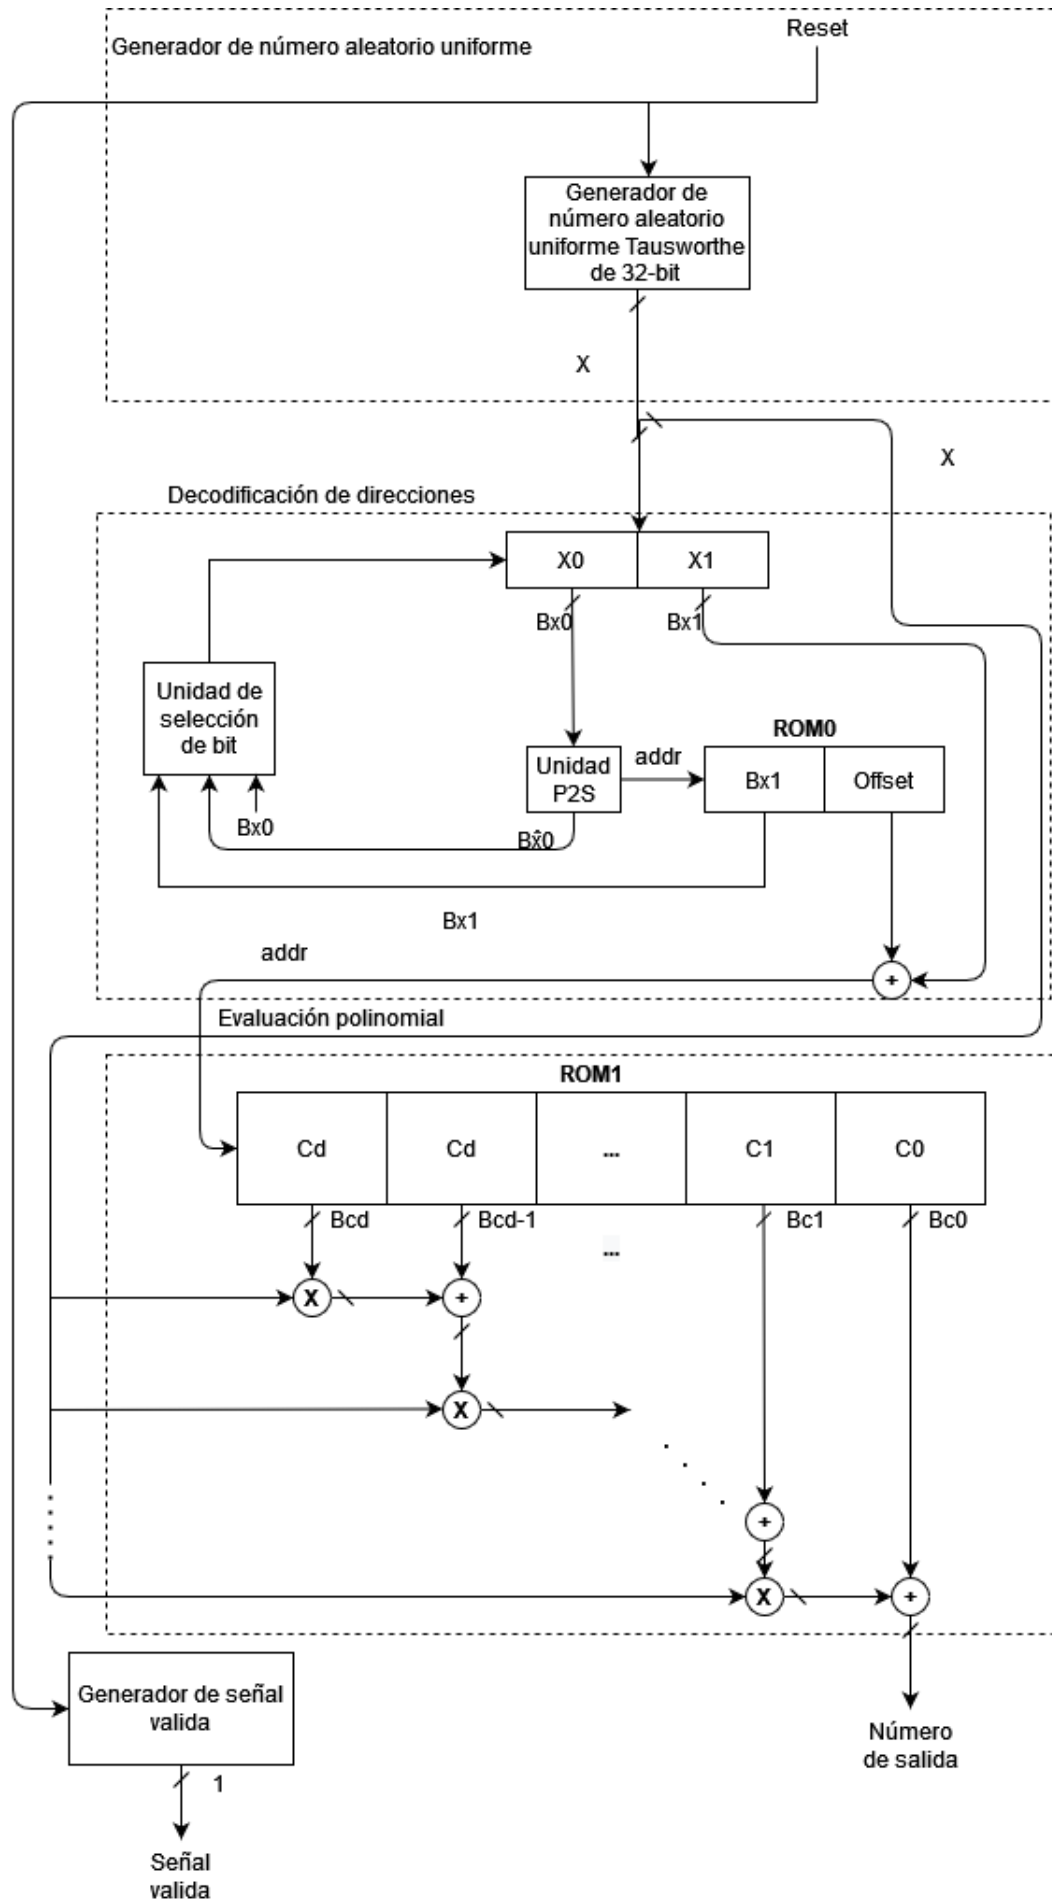 Reset
Generador de número aleatorio uniforme
Generador de
número aleatorio
uniforme Tausworthe
de 32-bit
X
X
Decodificación de direcciones
X0
X1
Bx0
Bx1
Unidad de
selección
de bit
ROM0
Unidad
P2S
addr
Bx1
Offset
Bx0
Bx̂0
Bx1
addr
+
Evaluación polinomial
ROM1
Cd
Cd
...
C1
C0
Bcd
Bcd-1
...
Bc1
Bc0
X
+
X
+
X
+
Generador de señal
valida
1
Señal
valida
Número
de salida